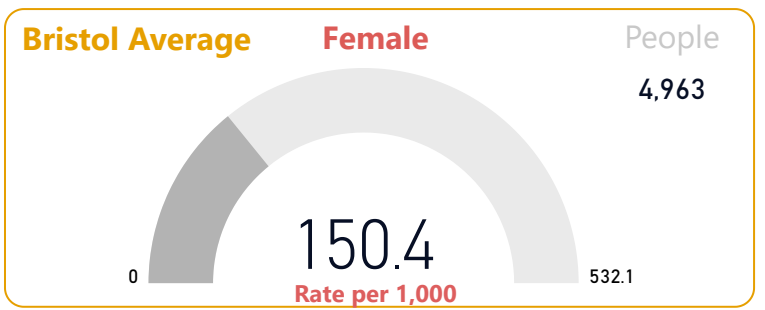 Bristol Average
Female
People
4,963
150.4
0
532.1
Rate per 1,000